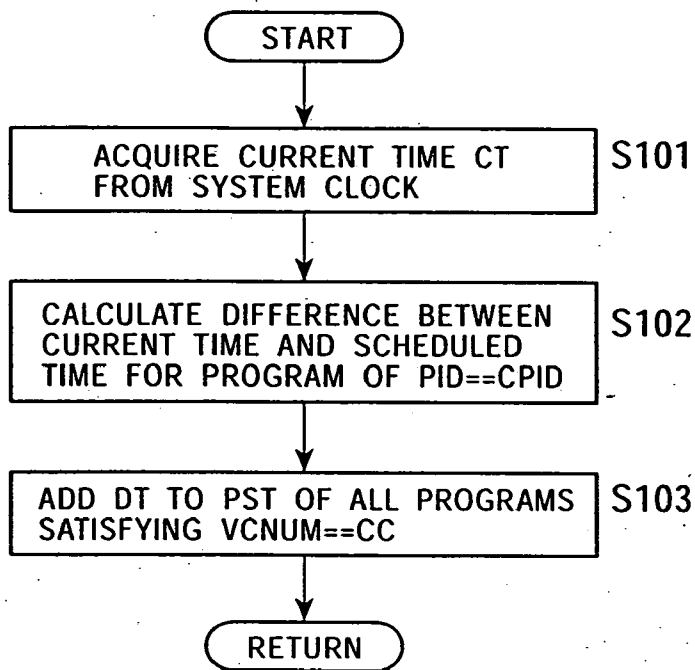 START
ACQUIRE CURRENT TIME CT
FROM SYSTEM CLOCK
S101
CALCULATE DIFFERENCE BETWEEN
CURRENT TIME AND SCHEDULED
TIME FOR PROGRAM OF PID==CPID
S102
ADD DT TO PST OF ALL PROGRAMS
SATISFYING VCNUM==CC
S103
RETURN